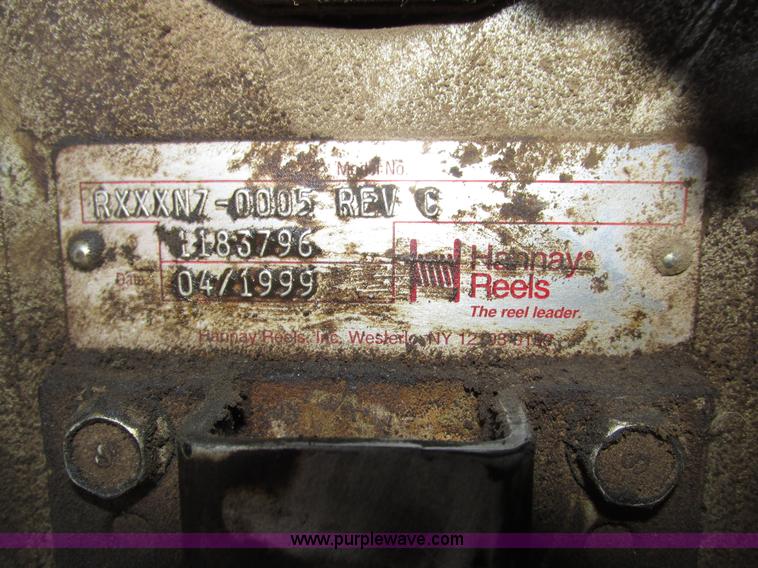 Model No.
RXXXN7-0005 REV C
1183796
Date 04/1999
Hannay®
Reels
The reel leader.
Hannay Reels, Inc. Westerlo, NY
www.purplewave.com